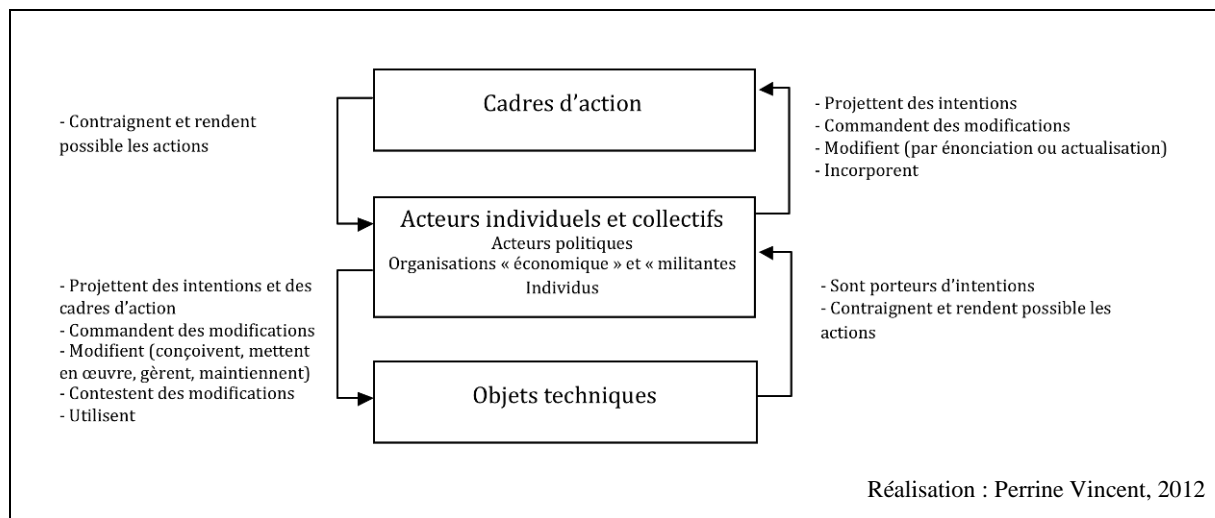 Cadres d'action
- Contraignent et rendent
possible les actions
- Projettent des intentions
- Commandent des modifications
- Modifient (par énonciation ou actualisation)
- Incorporent
Acteurs individuels et collectifs
Acteurs politiques
Organisations « économique » et « militantes
Individus
- Projettent des intentions et des
cadres d'action
- Commandent des modifications
- Modifient (conçoivent, mettent
en œuvre, gèrent, maintiennent)
- Contestent des modifications
- Utilisent
- Sont porteurs d'intentions
- Contraignent et rendent possible les
actions
Objets techniques
Réalisation : Perrine Vincent, 2012